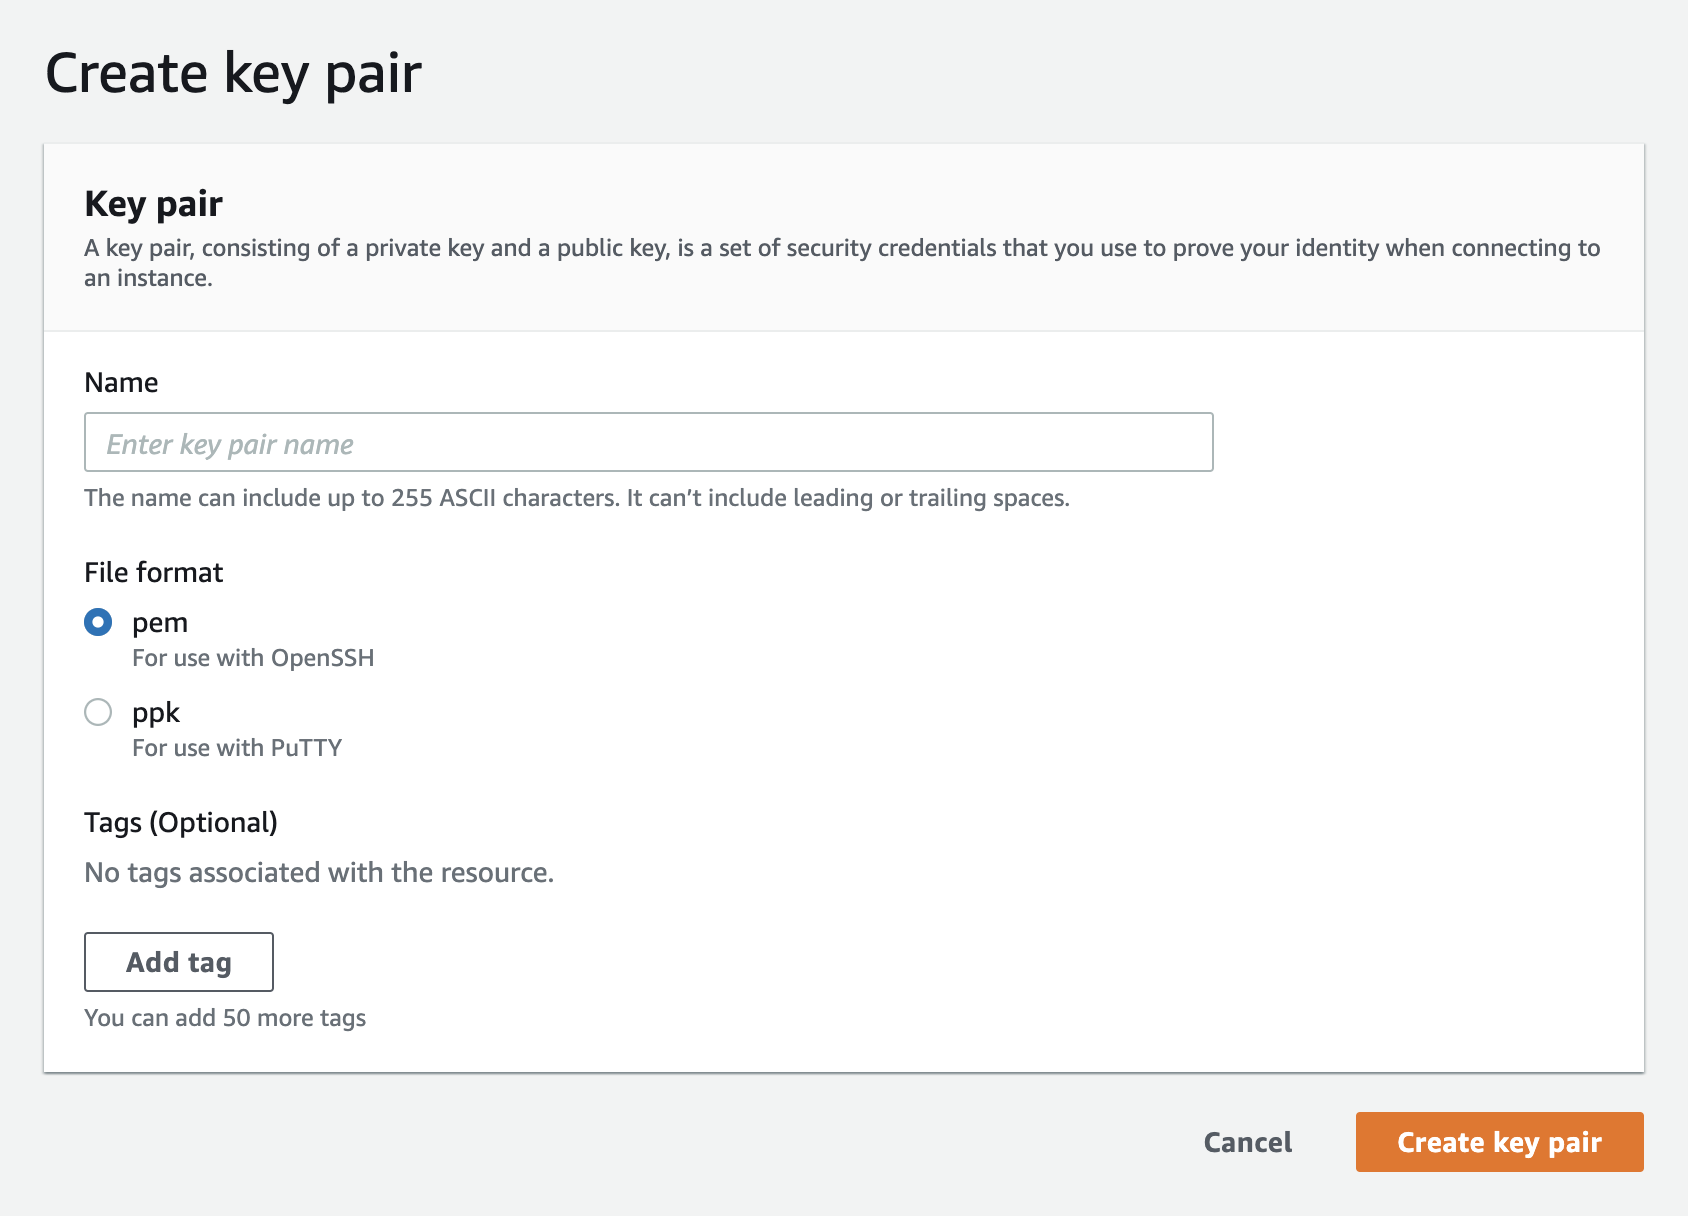 Create key pair
Key pair
A key pair, consisting of a private key and a public key, is a set of security credentials that you use to prove your identity when connecting to
an instance.
Name
Enter key pair name
The name can include up to 255 ASCII characters. It can’t include leading or trailing spaces.
File format
pem
For use with OpenSSH
ppk
For use with PuTTY
Tags (Optional)
No tags associated with the resource.
Add tag
You can add 50 more tags
Cancel
Create key pair